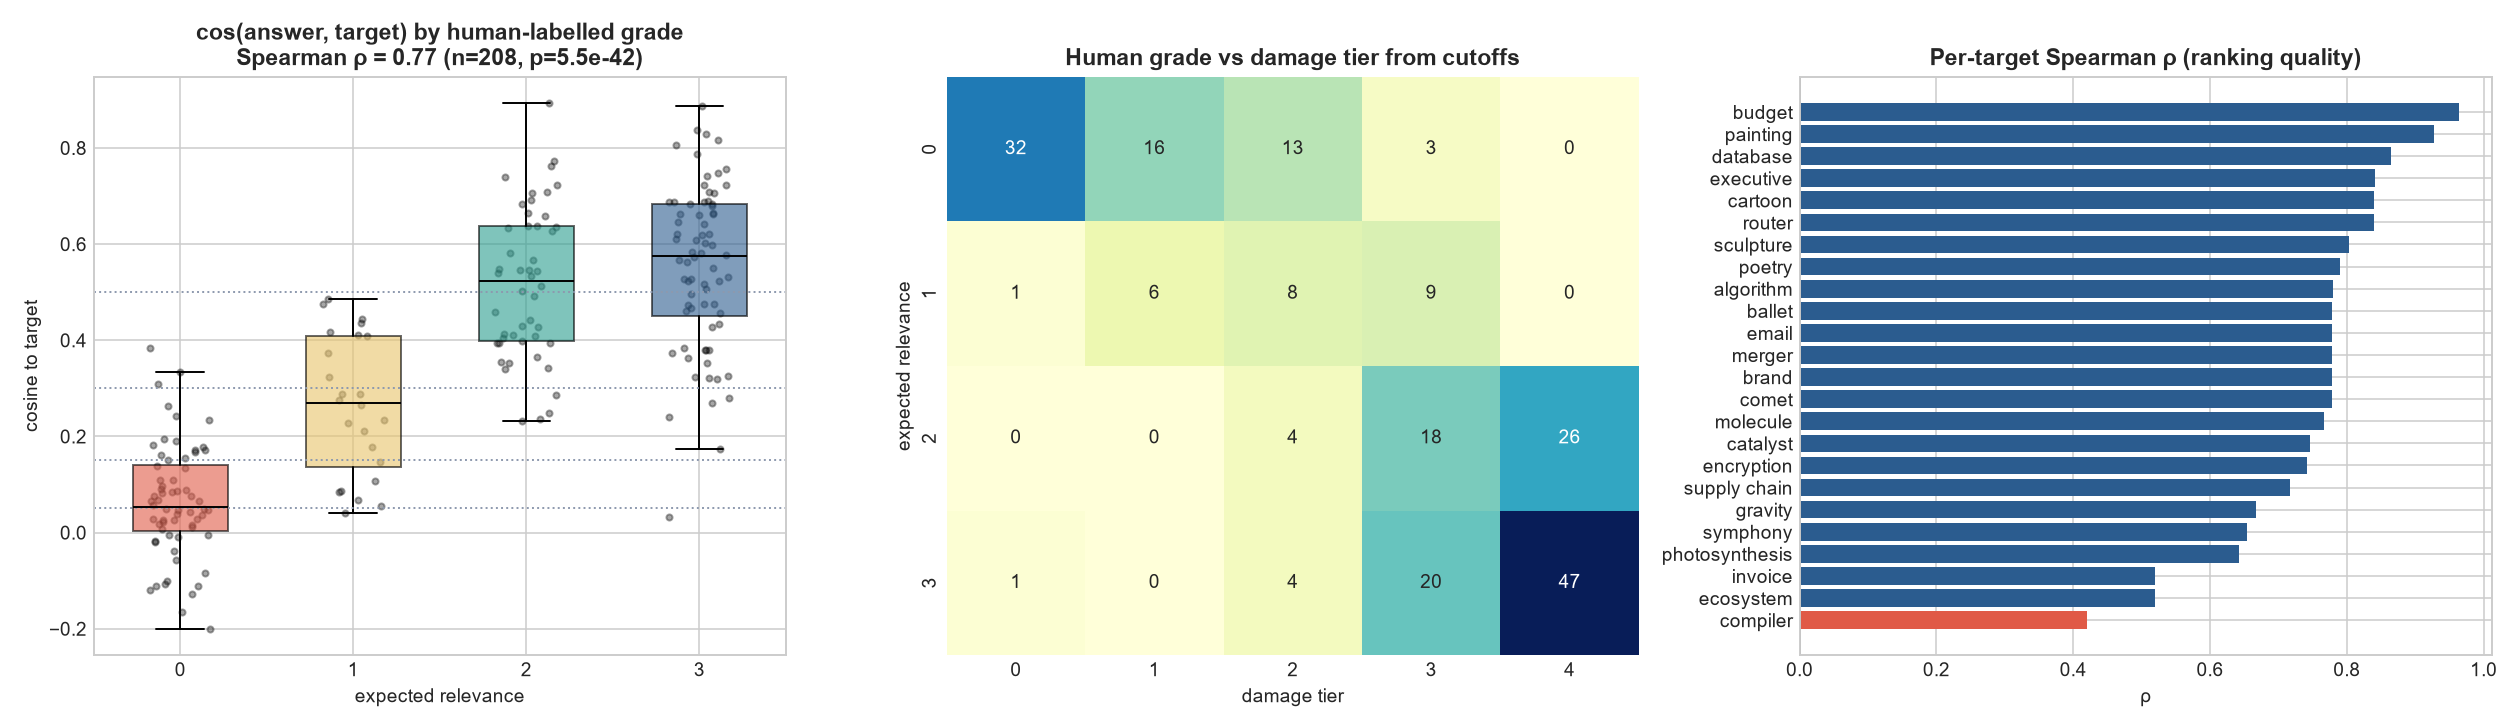 cos(answer, target) by human-labelled grade
Spearman ρ = 0.77 (n=208, p=5.5e-42)
cosine to target
0.8
0.6
0.4
0.2
0.0
−0.2
0
1
2
3
expected relevance
Human grade vs damage tier from cutoffs
expected relevance
0
32
16
13
3
0
1
1
6
8
9
0
2
0
0
4
18
26
3
1
0
4
20
47
0
1
2
3
4
damage tier
Per-target Spearman ρ (ranking quality)
budget
painting
database
executive
cartoon
router
sculpture
poetry
algorithm
ballet
email
merger
brand
comet
molecule
catalyst
encryption
supply chain
gravity
symphony
photosynthesis
invoice
ecosystem
compiler
0.0
0.2
0.4
0.6
0.8
1.0
ρ